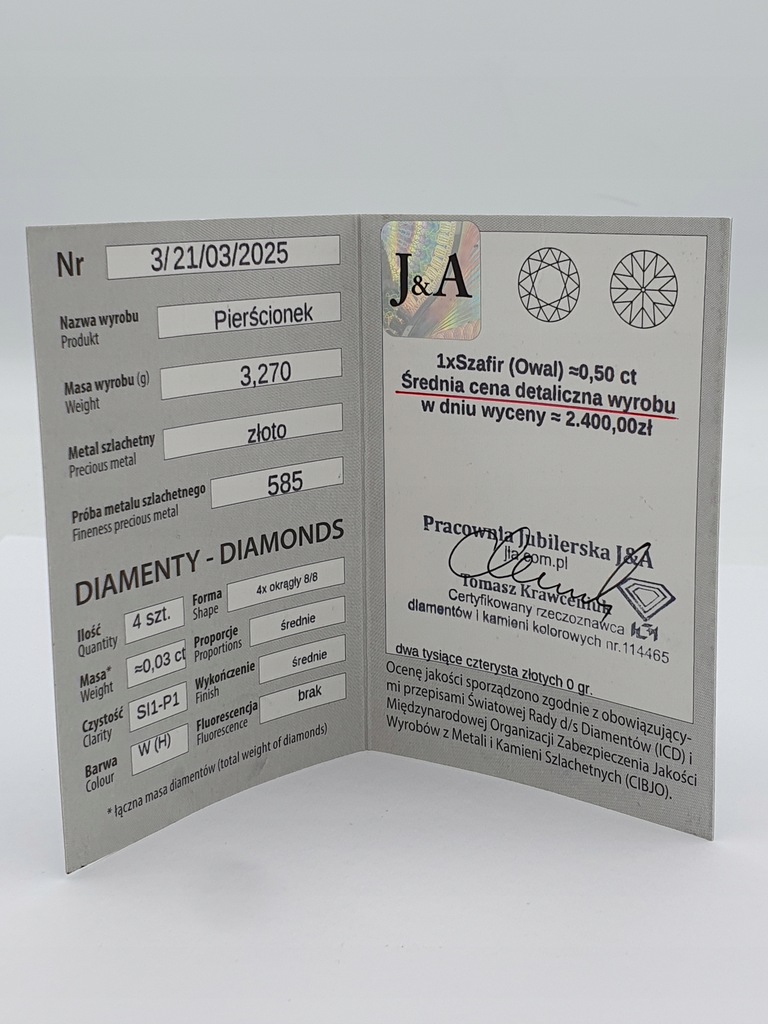 Nr 3/21/03/2025
Nazwa wyrobu
Produkt
Pierścionek
Masa wyrobu (g)
Weight
3,270
Metal szlachetny
Precious metal
złoto
Próba metalu szlachetnego
Fineness precious metal
585
DIAMENTY - DIAMONDS
Ilość
Quantity
4 szt.
Forma
Shape
4x okrągły 8/8
Masa*
Weight
≈0,03 ct
Proporcje
Proportions
średnie
Czystość
Clarity
SI1-P1
Wykończenie
Finish
średnie
Barwa
Colour
W (H)
Fluorescencja
Fluorescence
brak
* łączna masa diamentów (total weight of diamonds)
J&A
1xSzafir (Owal) ≈0,50 ct
Średnia cena detaliczna wyrobu
w dniu wyceny ≈ 2.400,00zł
Pracownia Jubilerska J&A
Tomasz
Certyfikowany rzeczoznawca
diamentów i kamieni kolorowych nr.114465
dwa tysiące czterysta złotych 0 gr.
Ocenę jakości sporządzono zgodnie z obowiązujący-
mi przepisami Światowej Rady d/s Diamentów (ICD) i
Międzynarodowej Organizacji Zabezpieczenia Jakości
Wyrobów z Metali i Kamieni Szlachetnych (CIBJO).